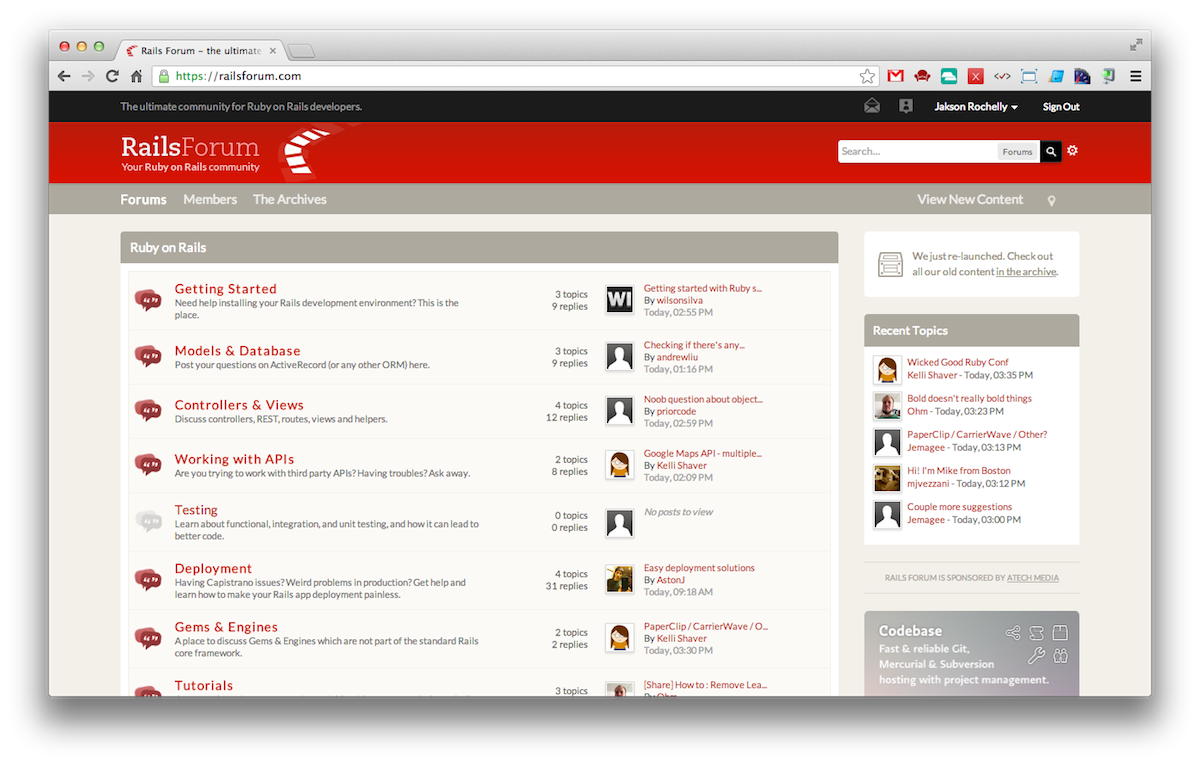 Rails Forum – the ultimate
https://railsforum.com
The ultimate community for Ruby on Rails developers.
Jakson Rochelly
Sign Out
RailsForum
Your Ruby on Rails community
Search...
Forums
Forums
Members
The Archives
View New Content
Ruby on Rails
Getting Started
Need help installing your Rails development environment? This is the
place.
3 topics
9 replies
WI
Getting started with Ruby s...
By wilsonsilva
Today, 02:55 PM
Models & Database
Post your questions on ActiveRecord (or any other ORM) here.
3 topics
9 replies
Checking if there's any...
By andrewliu
Today, 01:16 PM
Controllers & Views
Discuss controllers, REST, routes, views and helpers.
4 topics
12 replies
Noob question about object...
By priorcode
Today, 02:59 PM
Working with APIs
Are you trying to work with third party APIs? Having troubles? Ask away.
2 topics
8 replies
Google Maps API - multiple...
By Kelli Shaver
Today, 02:09 PM
Testing
Learn about functional, integration, and unit testing, and how it can lead to
better code.
0 topics
0 replies
No posts to view
Deployment
Having Capistrano issues? Weird problems in production? Get help and
learn how to make your Rails app deployment painless.
4 topics
31 replies
Easy deployment solutions
By AstonJ
Today, 09:18 AM
Gems & Engines
A place to discuss Gems & Engines which are not part of the standard Rails
core framework.
2 topics
2 replies
PaperClip / CarrierWave / O...
By Kelli Shaver
Today, 03:30 PM
Tutorials
3 topics
[Share] How to : Remove Lea...
By Ohm
We just re-launched. Check out
all our old content in the archive.
Recent Topics
Wicked Good Ruby Conf
Kelli Shaver - Today, 03:35 PM
Bold doesn't really bold things
Ohm - Today, 03:23 PM
PaperClip / CarrierWave / Other?
Jemagee - Today, 03:13 PM
Hi! I'm Mike from Boston
mjvezzani - Today, 03:12 PM
Couple more suggestions
Jemagee - Today, 03:00 PM
RAILS FORUM IS SPONSORED BY ATECH MEDIA
Codebase
Fast & reliable Git,
Mercurial & Subversion
hosting with project management.